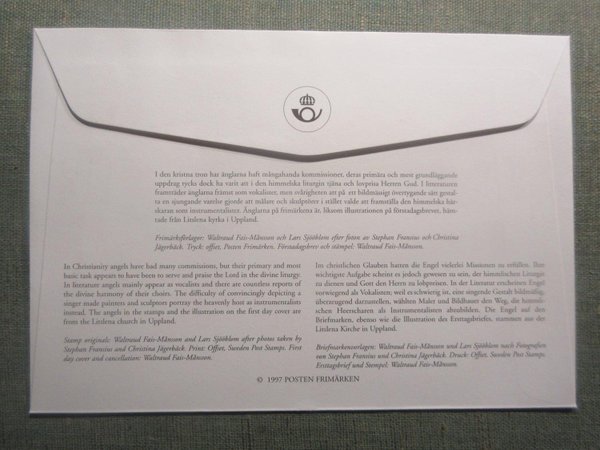 I den kristna tron har änglarna haft mångahanda kommissioner, deras primära och mest grundläggande
uppdrag tycks dock ha varit att i den himmelska liturgin tjäna och lovprisa Herren Gud. I litteraturen
framträder änglarna främst som vokalister, men svårigheten att på ett bildmässigt övertygande sätt gesta-
la en sjungande varelse gjorde att målare och skulptörer i stället valde att framställa den himmelska här-
skaran som instrumentalister. Änglarna på frimärkena är, liksom illustrationen på förstadagsbrevet, häm-
tade från Litslena kyrka i Uppland.
Frimärksförlagor: Waltraud Fais-Månsson och Lars Sjööblom efter foton av Stephan Fransius och Christina
Jägerbäck. Tryck: offset, Posten Frimärken. Förstadagsbrev och stämpel: Waltraud Fais-Månsson.
In Christianity angels have had many commissions, but their primary and most
basic task appears to have been to serve and praise the Lord in the divine liturgy.
In literature angels mainly appear as vocalists and there are countless reports of
the divine harmony of their choirs. The difficulty of convincingly depicting a
singer made painters and sculptors portray the heavenly host as instrumentalists
instead. The angels in the stamps and the illustration on the first day cover are
from the Litslena church in Uppland.
Stamp originals: Waltraud Fais-Månsson and Lars Sjööblom after photos taken by
Stephan Fransius and Christina Jägerbäck. Print: Offset, Sweden Post Stamps. First
day cover and cancellation: Waltraud Fais-Månsson.
Im christlichen Glauben hatten die Engel vielerlei Missionen zu erfüllen. Ihre
wichtigste Aufgabe scheint es jedoch gewesen zu sein, der himmlischen Liturgie
zu dienen und Gott den Herrn zu lobpreisen. In der Literatur erscheinen Engel
vorwiegend als Vokalisten; weil es schwierig ist, eine singende Gestalt bildmäßig
überzeugend darzustellen, wählten Maler und Bildhauer den Weg, die himmli-
schen Heerscharen als Instrumentalisten abzubilden. Die Engel auf den
Briefmarken, ebenso wie die Illustration des Ersttagsbriefes, stammen aus der
Litslena Kirche in Uppland.
Briefmarkenvorlagen: Waltraud Fais-Månsson und Lars Sjööblom nach Fotografien
von Stephan Fransius und Christina Jägerbäck. Druck: Offset, Sweden Post Stamps.
Ersttagsbrief und Stempel: Waltraud Fais-Månsson.
© 1997 POSTEN FRIMÄRKEN